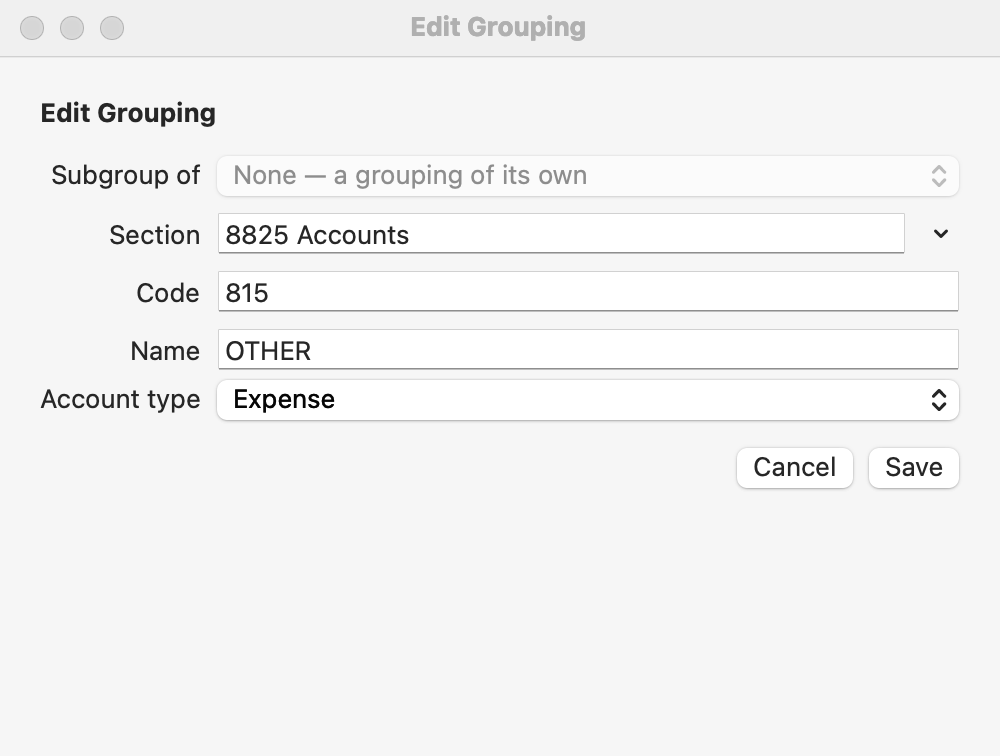 Edit Grouping
Edit Grouping
Subgroup of None — a grouping of its own
Section 8825 Accounts
Code 815
Name OTHER
Account type Expense
Cancel Save